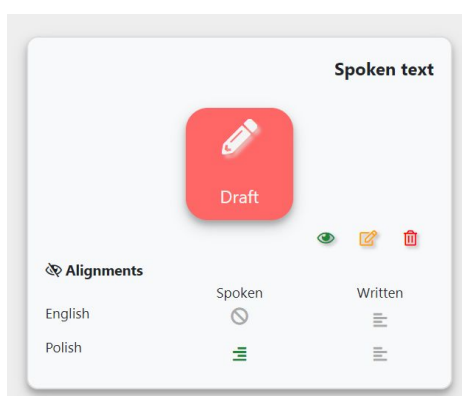 Spoken text
Draft
Alignments
Spoken Written
English
Polish